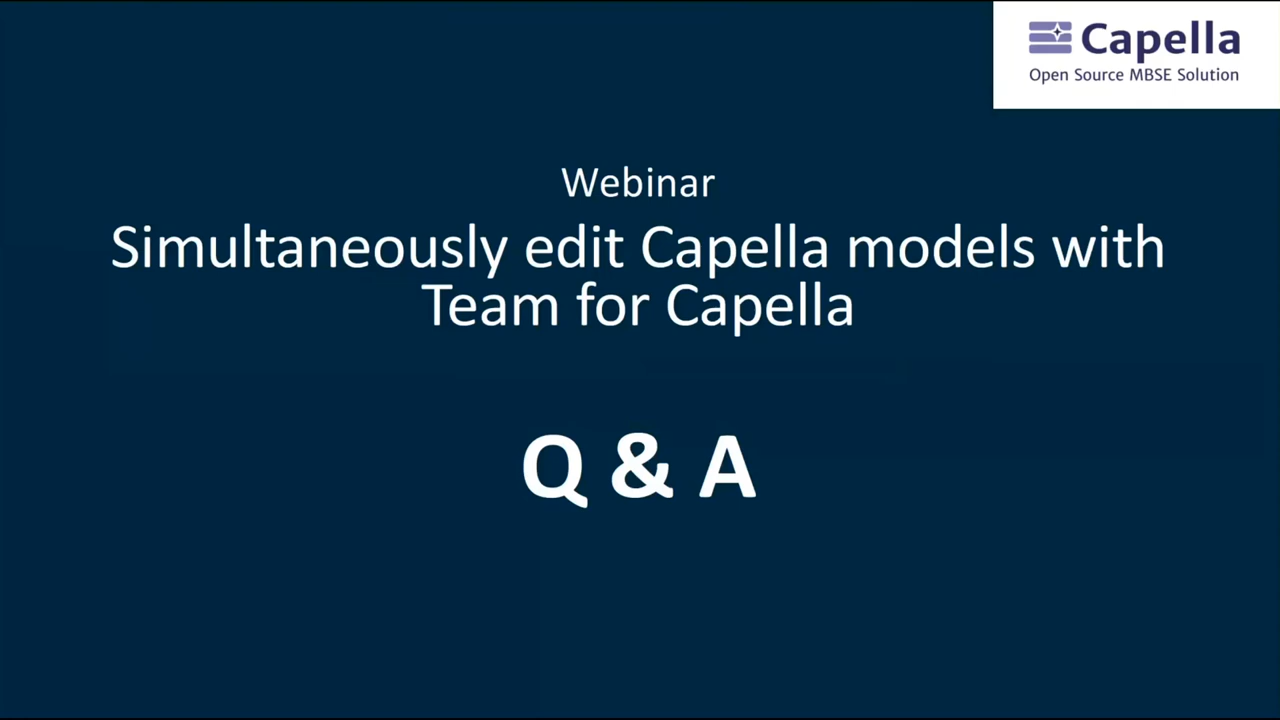 Capella
Open Source MBSE Solution
Webinar
Simultaneously edit Capella models with
Team for Capella
Q & A